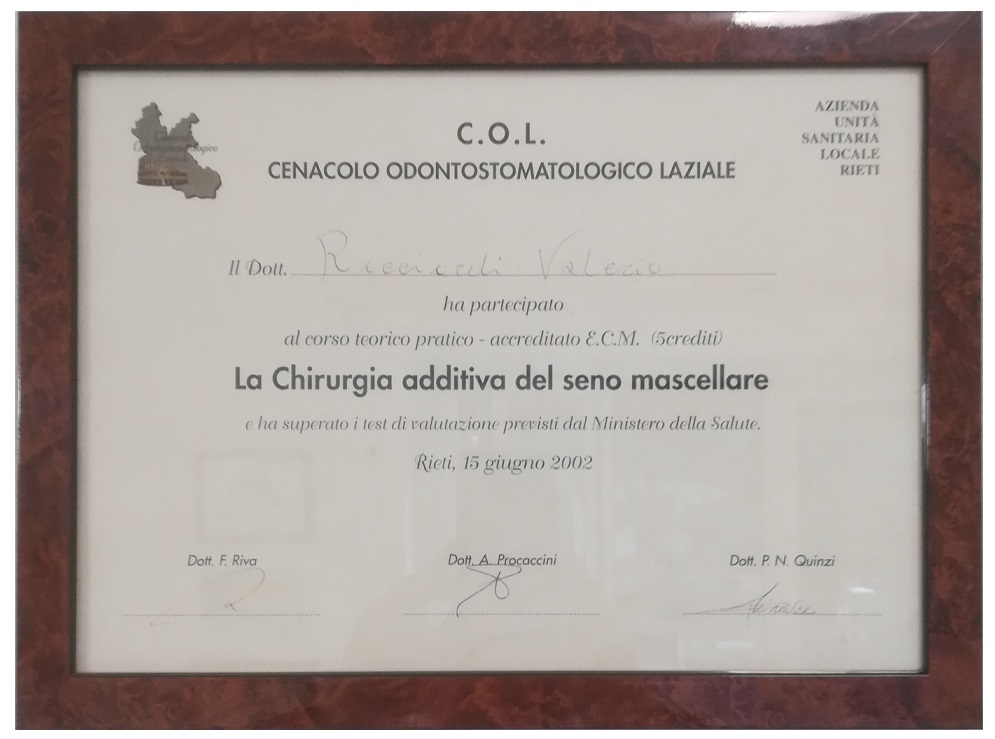 C.O.L.
CENACOLO ODONTOSTOMATOLOGICO LAZIALE
AZIENDA
UNITÀ
SANITARIA
LOCALE
RIETI
Il Dott. Ricciardi Valerio
ha partecipato
al corso teorico pratico - accreditato E.C.M. (5crediti)
La Chirurgia additiva del seno mascellare
e ha superato i test di valutazione previsti dal Ministero della Salute.
Rieti, 15 giugno 2002
Dott. F. Riva
Dott. A. Procaccini
Dott. P. N. Quinzi